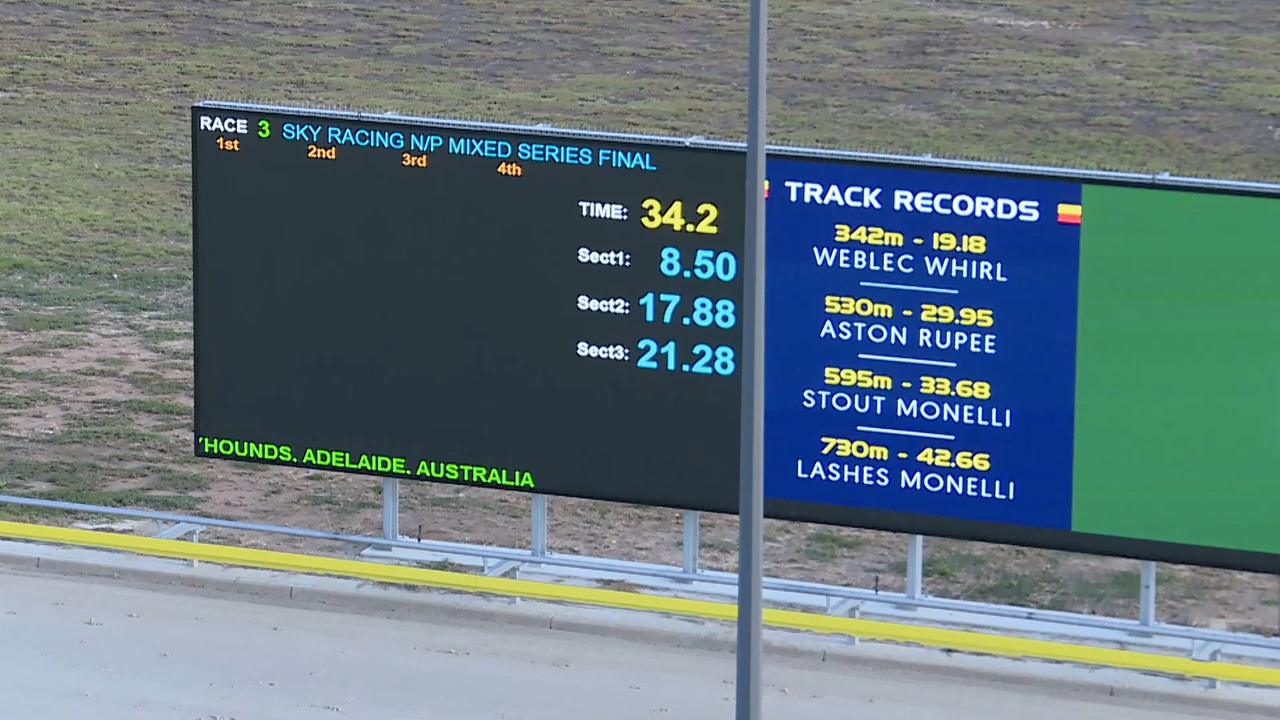 RACE 3 SKY RACING N/P MIXED SERIES FINAL
1st 2nd 3rd 4th
TIME: 34.2
Sect1: 8.50
Sect2: 17.88
Sect3: 21.28
HOUNDS, ADELAIDE, AUSTRALIA
TRACK RECORDS
342m - 19.18
WEBLEC WHIRL
530m - 29.95
ASTON RUPEE
595m - 33.68
STOUT MONELLI
730m - 42.66
LASHES MONELLI